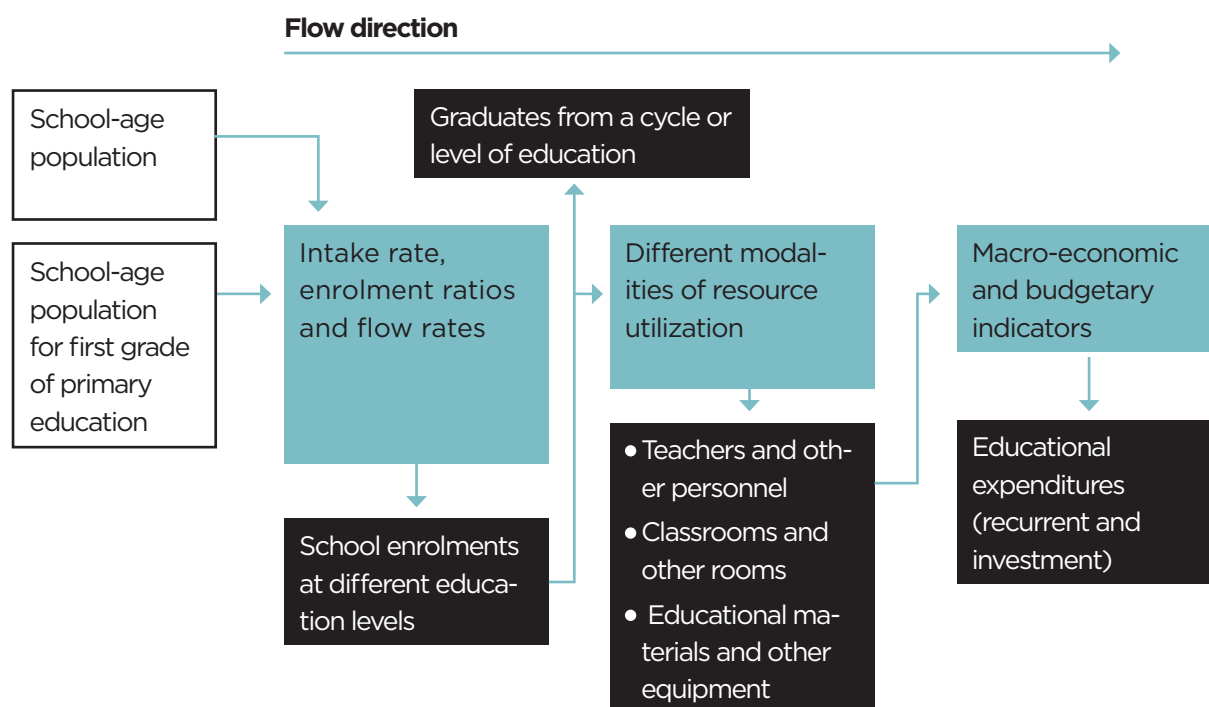 Flow direction
School-age
population
School-age
population
for first grade
of primary
education
Graduates from a cycle or
level of education
Intake rate,
enrolment ratios
and flow rates
School enrolments
at different educa-
tion levels
Different modal-
ities of resource
utilization
• Teachers and oth-
er personnel
• Classrooms and
other rooms
• Educational ma-
terials and other
equipment
Macro-economic
and budgetary
indicators
Educational
expenditures
(recurrent and
investment)